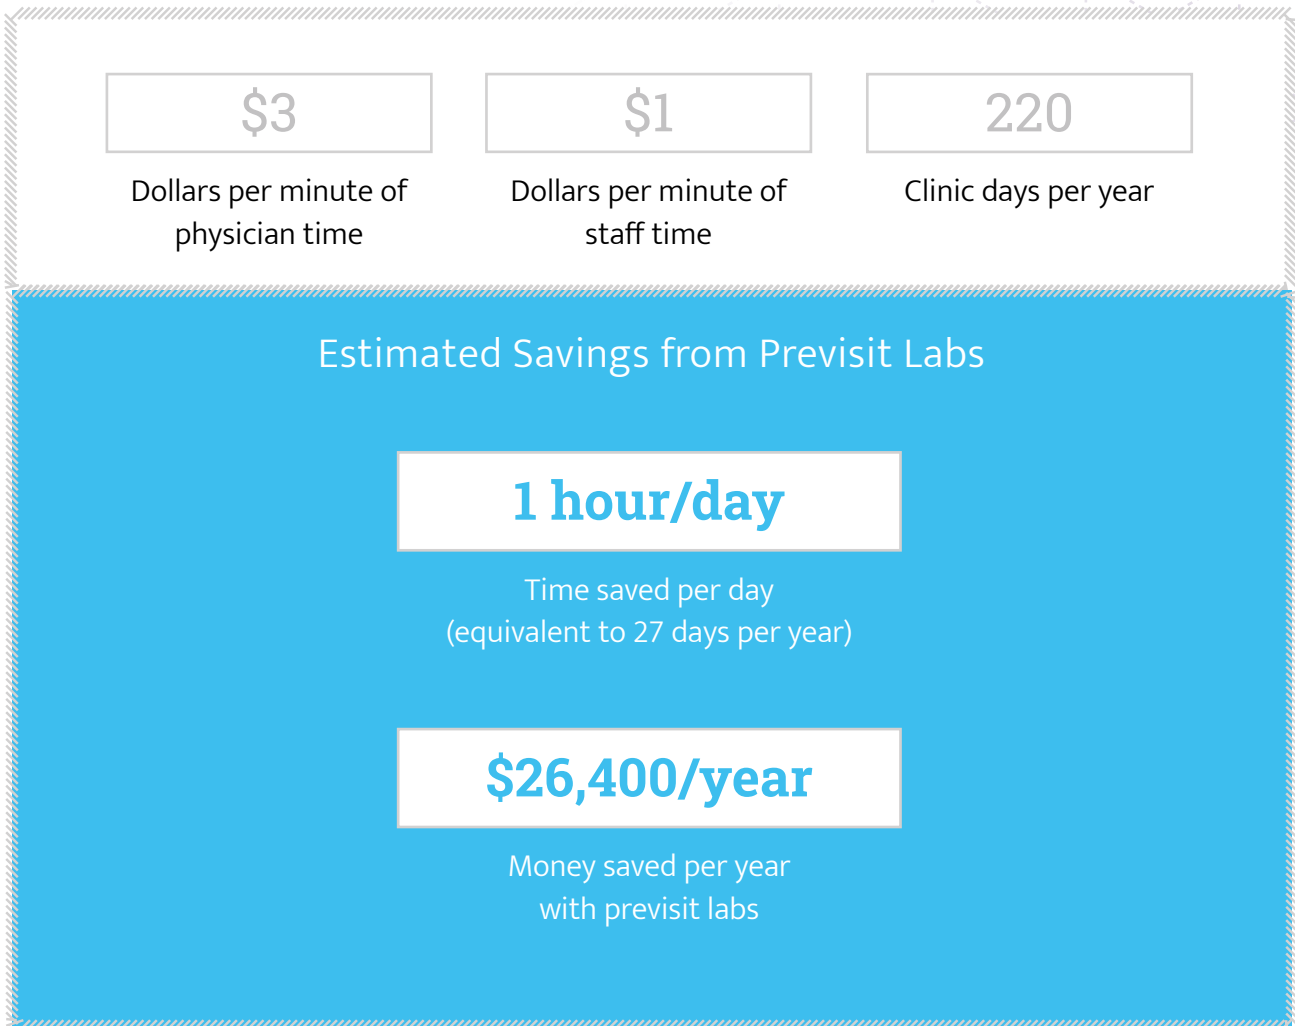 $3
$1
220
Dollars per minute of
physician time
Dollars per minute of
staff time
Clinic days per year
Estimated Savings from Previsit Labs
1 hour/day
Time saved per day
(equivalent to 27 days per year)
$26,400/year
Money saved per year
with previsit labs